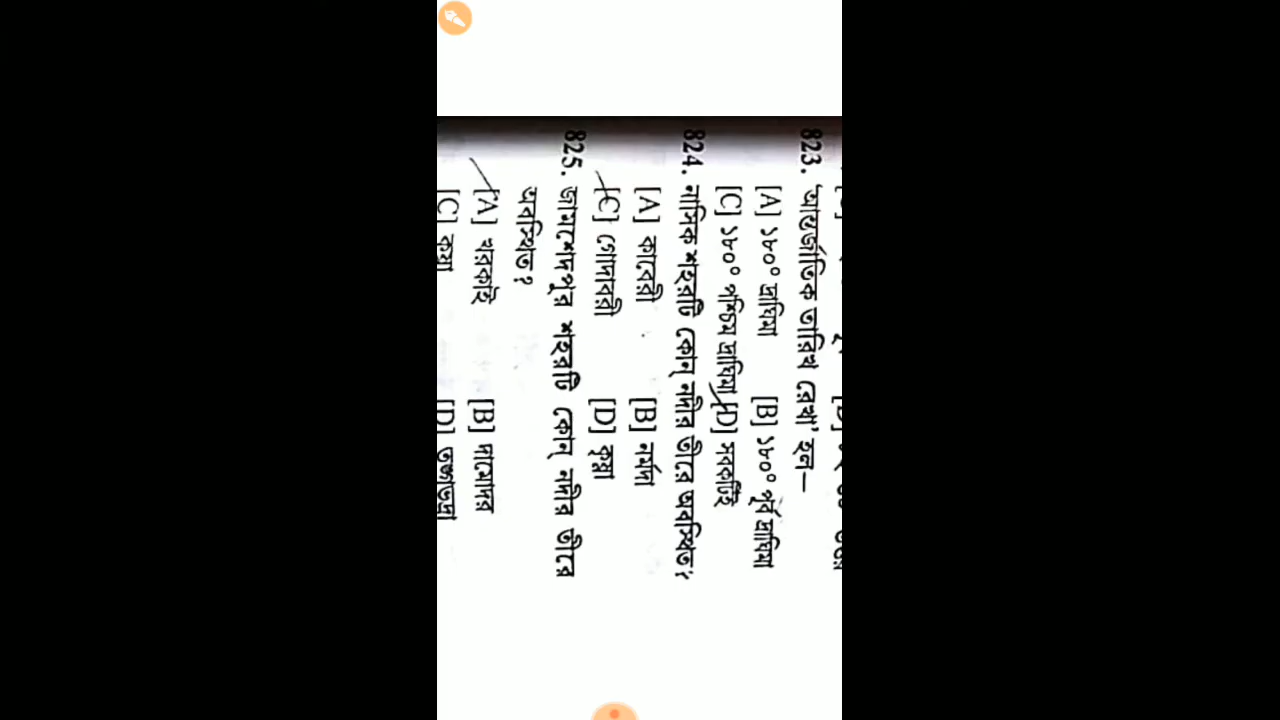 823. 'আন্তর্জাতিক তারিখ রেখা' হল—
[A] ১৮০° দ্রাঘিমা [B] ১৮০° পূর্ব দ্রাঘিমা
[C] ১৮০° পশ্চিম দ্রাঘিমা [D] সবকটিই
824. নাসিক শহরটি কোন্ নদীর তীরে অবস্থিত?
[A] কাবেরী [B] নর্মদা
[C] গোদাবরী [D] কৃষ্ণা
825. জামশেদপুর শহরটি কোন্ নদীর তীরে
অবস্থিত?
[A] খরকাই [B] দামোদর
[C] কৃষ্ণা [D] তুঙ্গভদ্রা